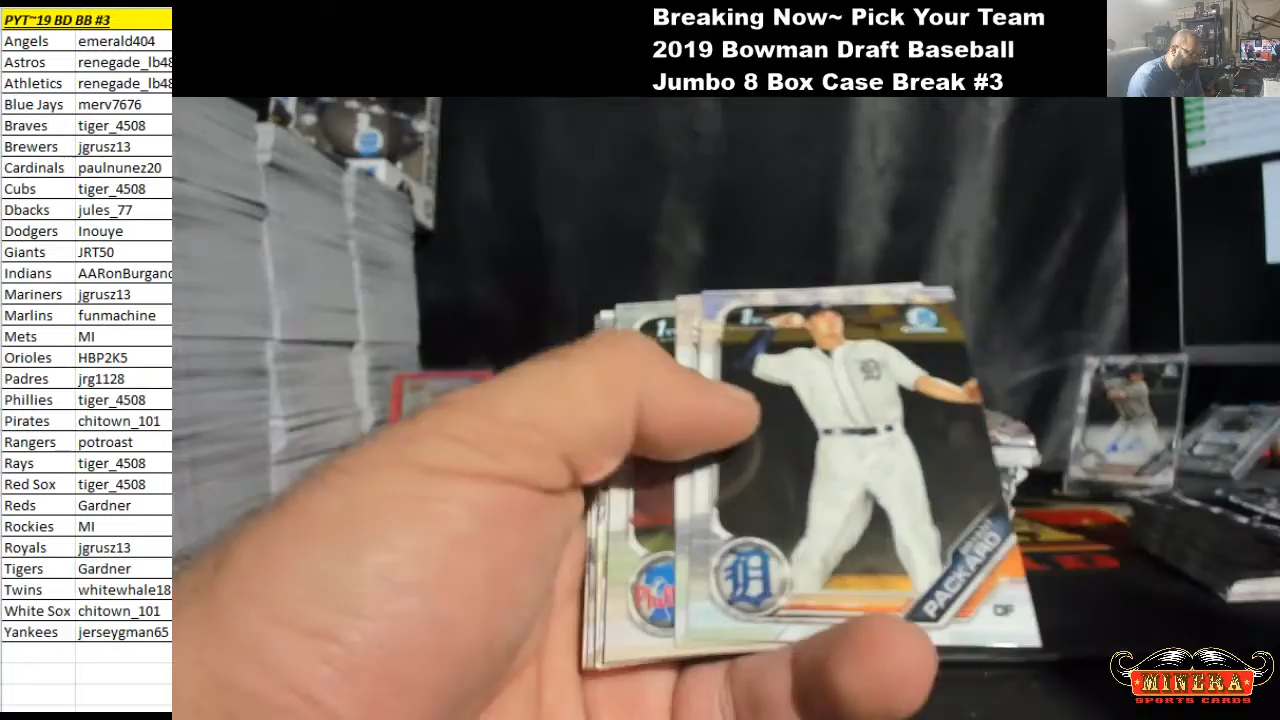 PYT~19 BD BB #3
Angels emerald404
Astros renegade_lb48
Athletics renegade_lb48
Blue Jays merv7676
Braves tiger_4508
Brewers jgrusz13
Cardinals paulnunez20
Cubs tiger_4508
Dbacks jules_77
Dodgers Inouye
Giants JRT50
Indians AARonBurgand
Mariners jgrusz13
Marlins funmachine
Mets MI
Orioles HBP2K5
Padres jrg1128
Phillies tiger_4508
Pirates chitown_101
Rangers potroast
Rays tiger_4508
Red Sox tiger_4508
Reds Gardner
Rockies MI
Royals jgrusz13
Tigers Gardner
Twins whitewhale18
White Sox chitown_101
Yankees jerseygman65
Breaking Now~ Pick Your Team
2019 Bowman Draft Baseball
Jumbo 8 Box Case Break #3
1st
D
D
BRYANT
PACKARD
OF
MINERA
SPORTS CARDS